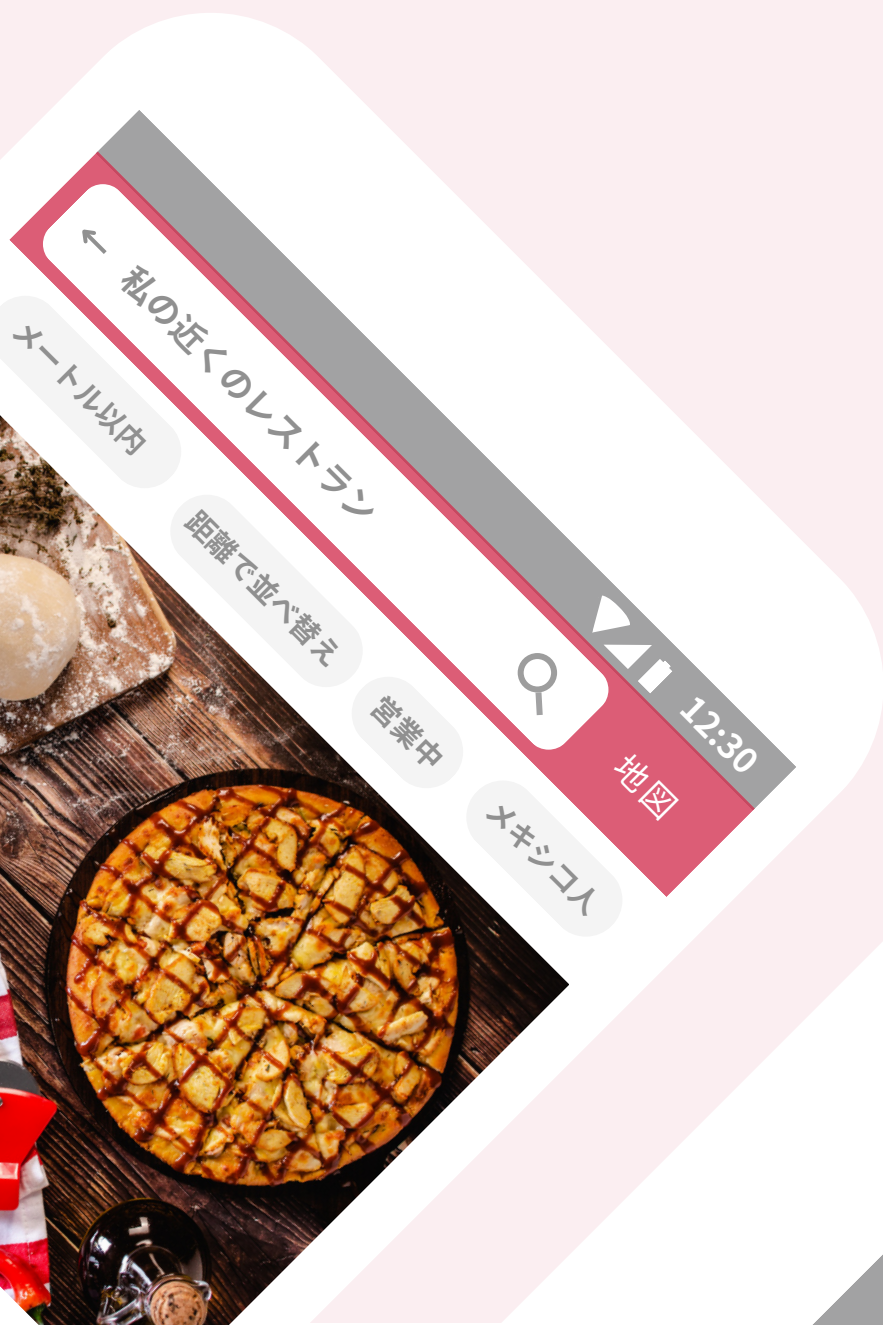 12:30
私の近くのレストラン
地図
メートル以内
距離で並べ替え
営業中
メキシコ人